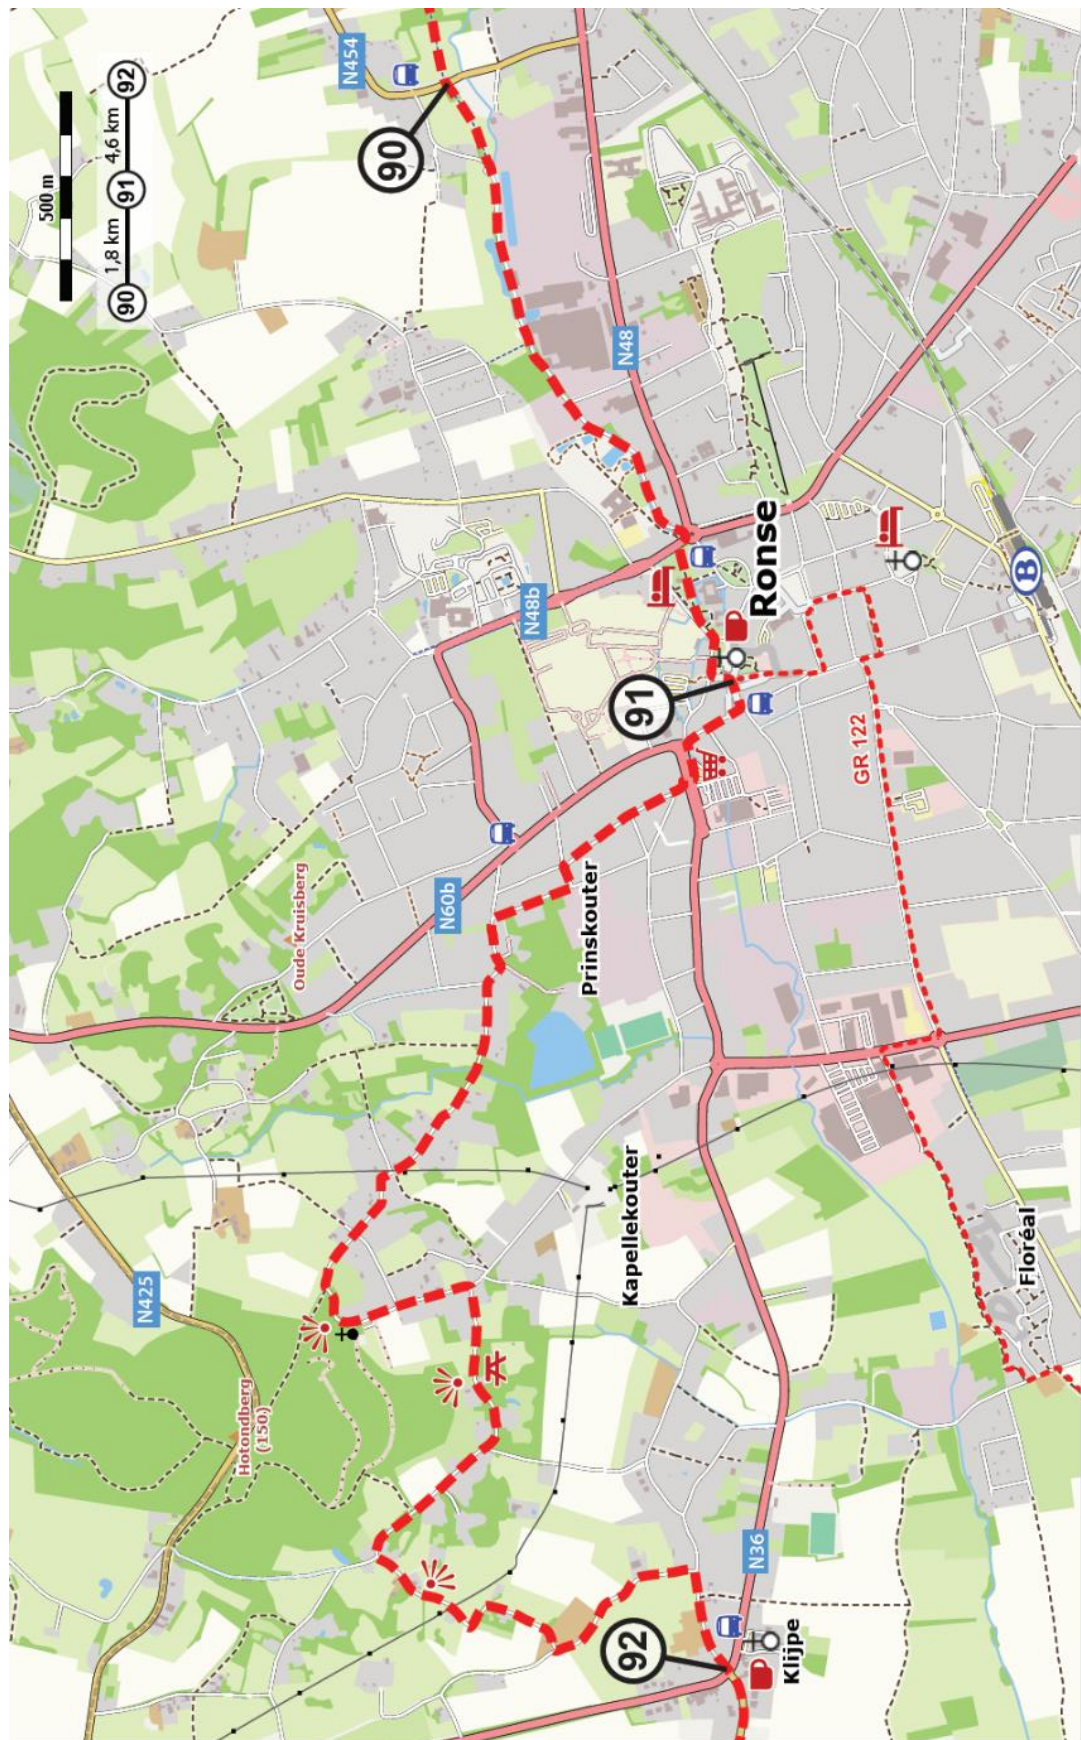 500 m
90 1,8 km 91 4,6 km 92
N454
90
N48
N48b
Ronse
B
91
GR 122
N60b
Oude Kruisberg
Prinskouter
Kapellekouter
Floréal
N425
Hotondberg
(150)
N36
92
Klijpe